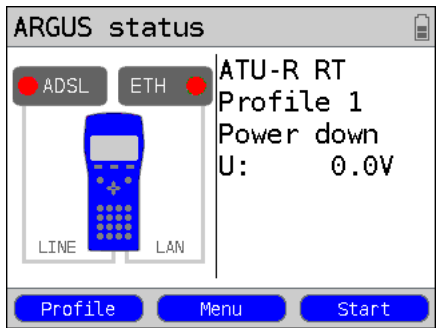 ARGUS status
ADSL
ETH
LINE
LAN
ATU-R RT
Profile 1
Power down
U: 0.0V
Profile
Menu
Start